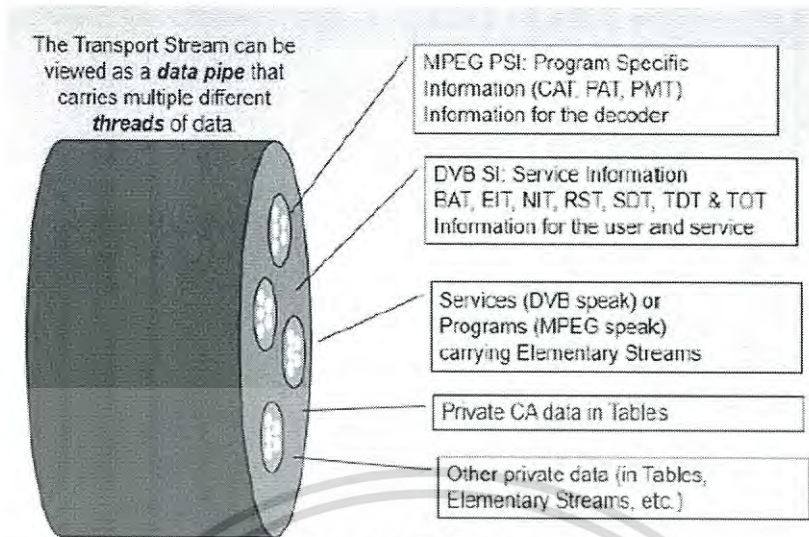 The Transport Stream can be
viewed as a data pipe that
carries multiple different
threads of data
MPEG PSI: Program Specific
Information (CAT, PAT, PMT)
Information for the decoder
DVB SI: Service Information
BAT, EIT, NIT, RST, SDT, TDT & TOT
Information for the user and service
Services (DVB speak) or
Programs (MPEG speak)
carrying Elementary Streams
Private CA data in Tables
Other private data (in Tables,
Elementary Streams, etc.)